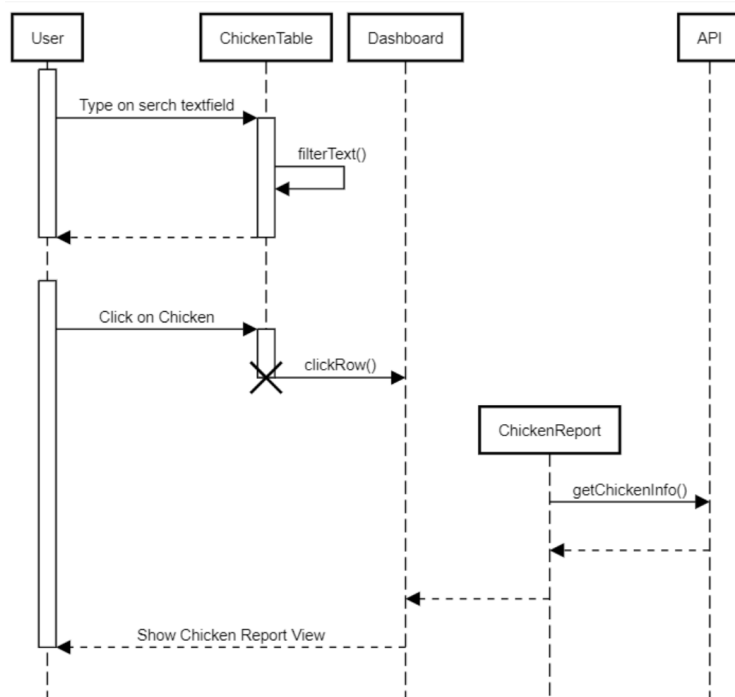 User
ChickenTable
Dashboard
API
Type on serch textfield
filterText()
Click on Chicken
clickRow()
ChickenReport
getChickenInfo()
Show Chicken Report View